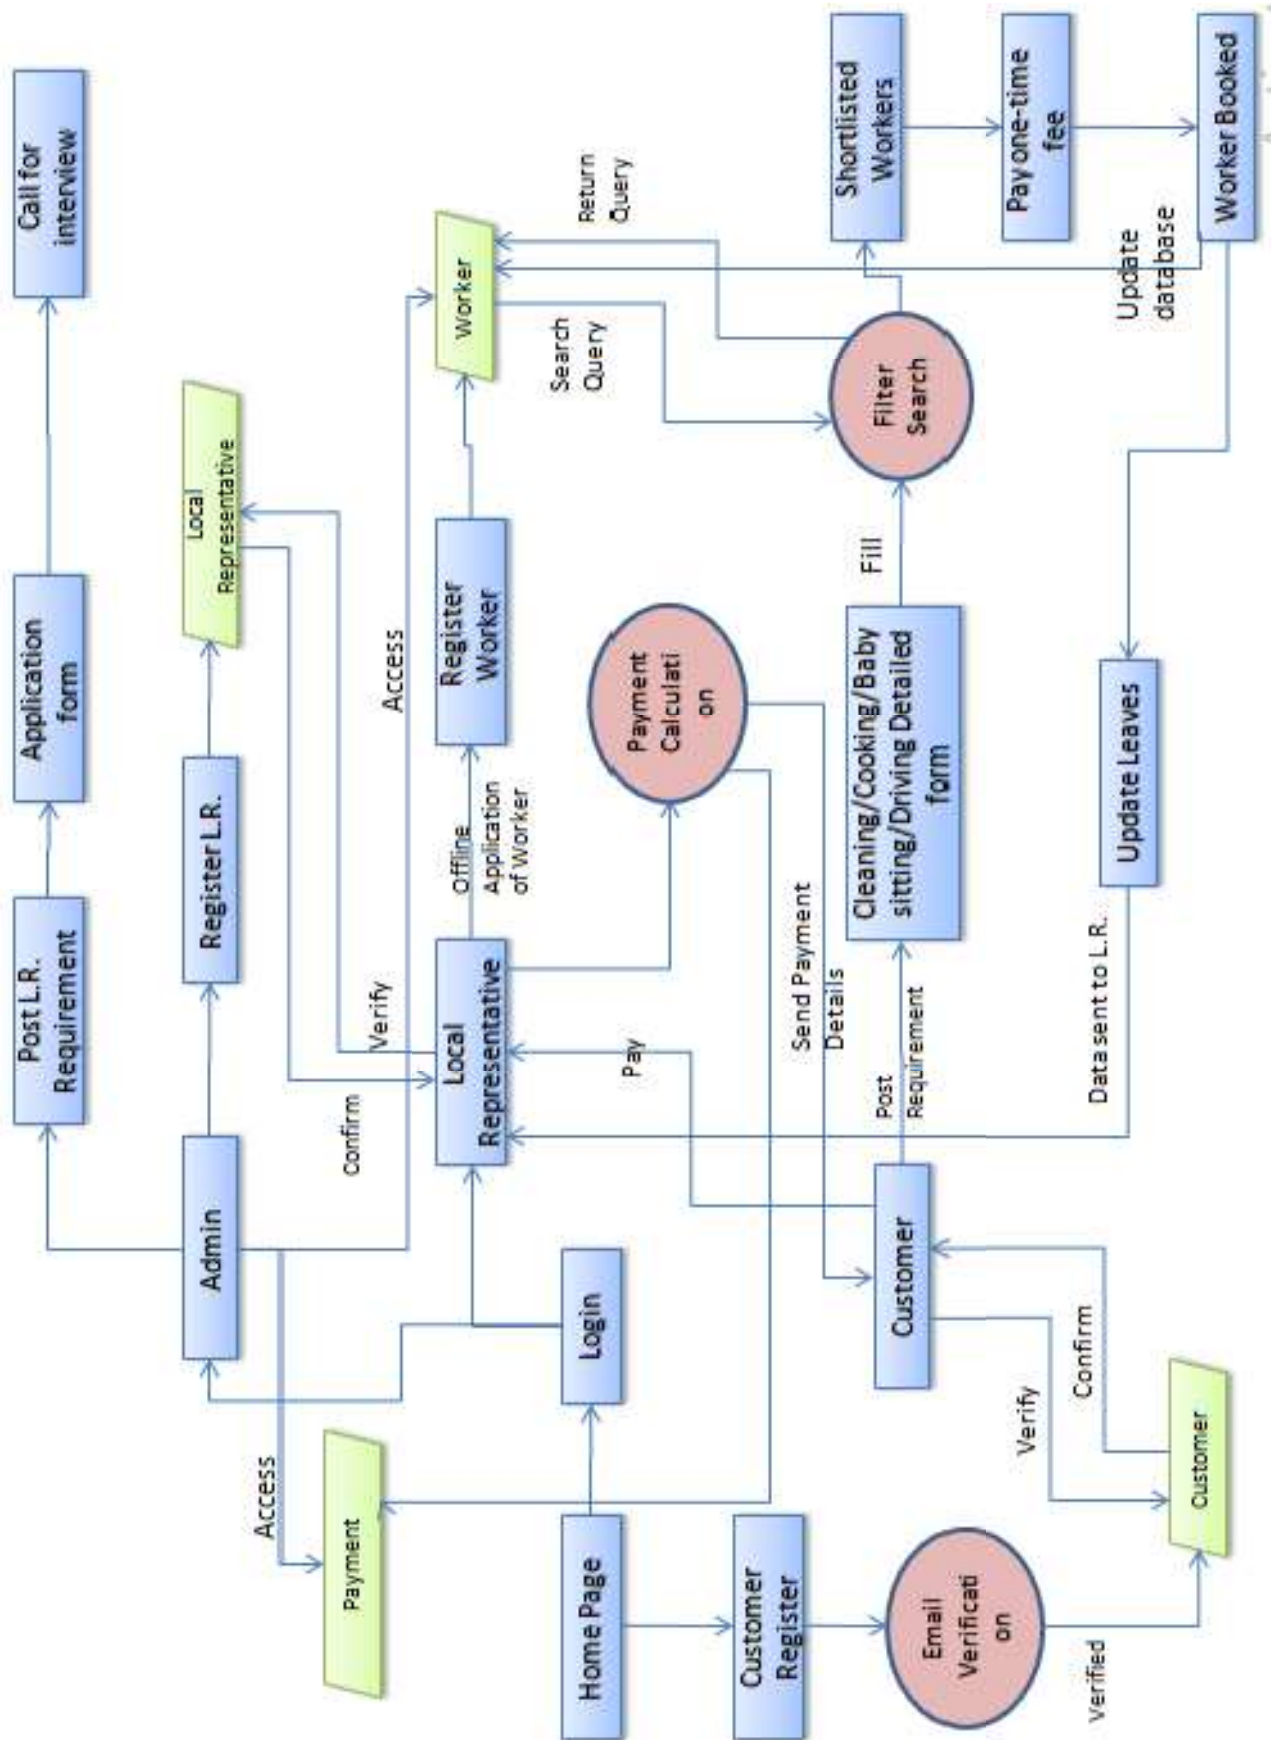 Post L.R.
Requirement
Application
form
Call for
interview
Admin
Register L.R.
Local
Representative
Access
Payment
Confirm
Verify
Access
Local
Representative
Offline
Application
of Worker
Register
Worker
Worker
Login
Home Page
Pay
Payment
Calculati
on
Search
Query
Return
Query
Customer
Register
Send Payment
Details
Email
Verificati
on
Verified
Customer
Post
Requirement
Cleaning/Cooking/Baby
sitting/Driving Detailed
form
Fill
Filter
Search
Shortlisted
Workers
Pay one-time
fee
Worker Booked
Update
database
Verify
Confirm
Customer
Data sent to L.R.
Update Leaves